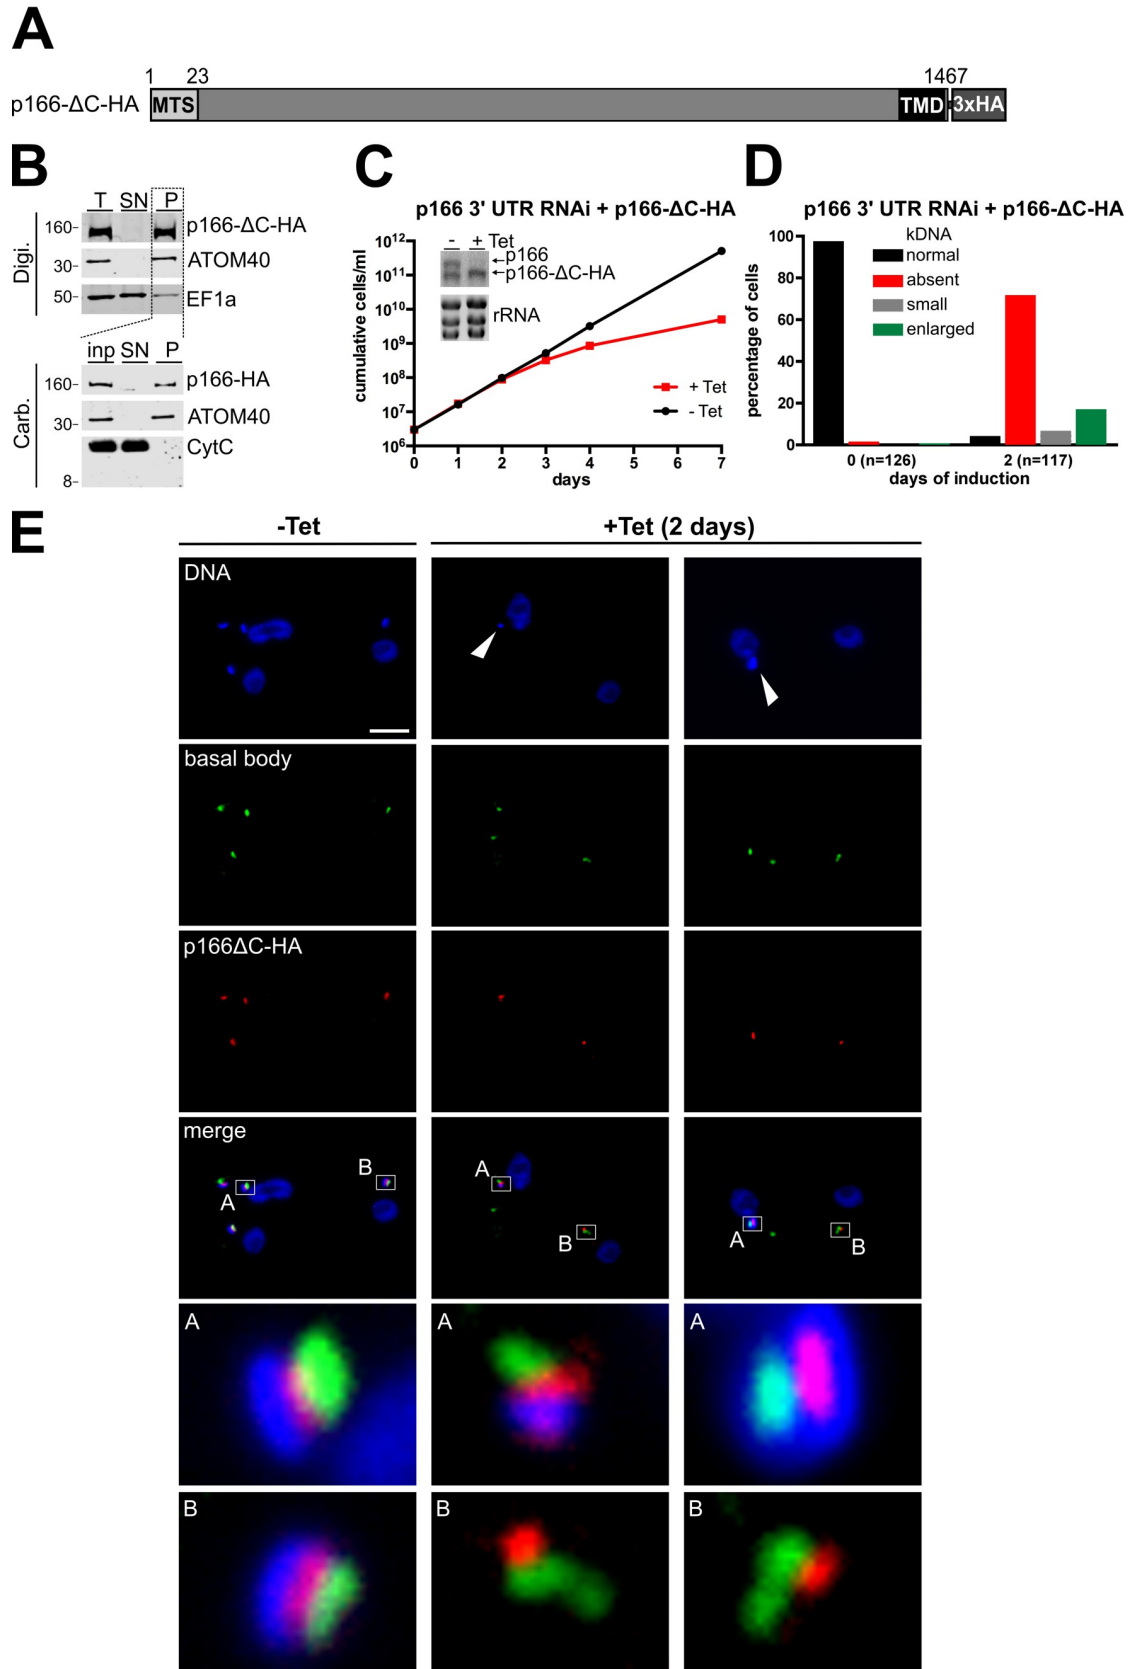 A
1 23 1467
p166-ΔC-HA MTS TMD 3xHA
B
T SN P
Digi.
160- p166-ΔC-HA
30- ATOM40
50- EF1a
inp SN P
Carb.
160- p166-HA
30- ATOM40
CytC
8-
C
p166 3' UTR RNAi + p166-ΔC-HA
cumulative cells/ml
10¹²
10¹¹
10¹⁰
10⁹
10⁸
10⁷
10⁶
- + Tet
p166
p166-ΔC-HA
rRNA
+ Tet
- Tet
0 1 2 3 4 5 6 7
days
D
p166 3' UTR RNAi + p166-ΔC-HA
percentage of cells
100
80
60
40
20
0
kDNA
normal
absent
small
enlarged
0 (n=126) 2 (n=117)
days of induction
E
-Tet +Tet (2 days)
DNA
basal body
p166ΔC-HA
merge
A B A B A B
A A A
B B B